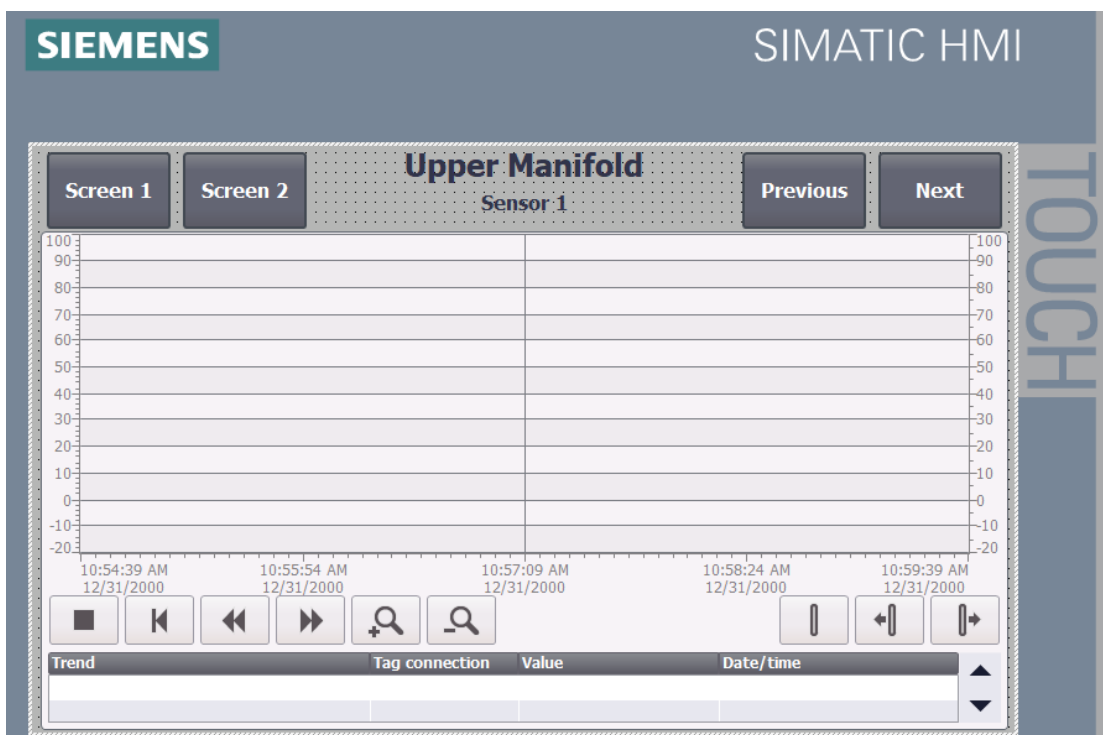 SIEMENS
SIMATIC HMI
TOUCH
Screen 1
Screen 2
Upper Manifold
Sensor 1
Previous
Next
100
90
80
70
60
50
40
30
20
10
0
-10
-20
100
90
80
70
60
50
40
30
20
10
0
-10
-20
10:54:39 AM 10:55:54 AM 10:57:09 AM 10:58:24 AM 10:59:39 AM
12/31/2000 12/31/2000 12/31/2000 12/31/2000 12/31/2000
Trend Tag connection Value Date/time